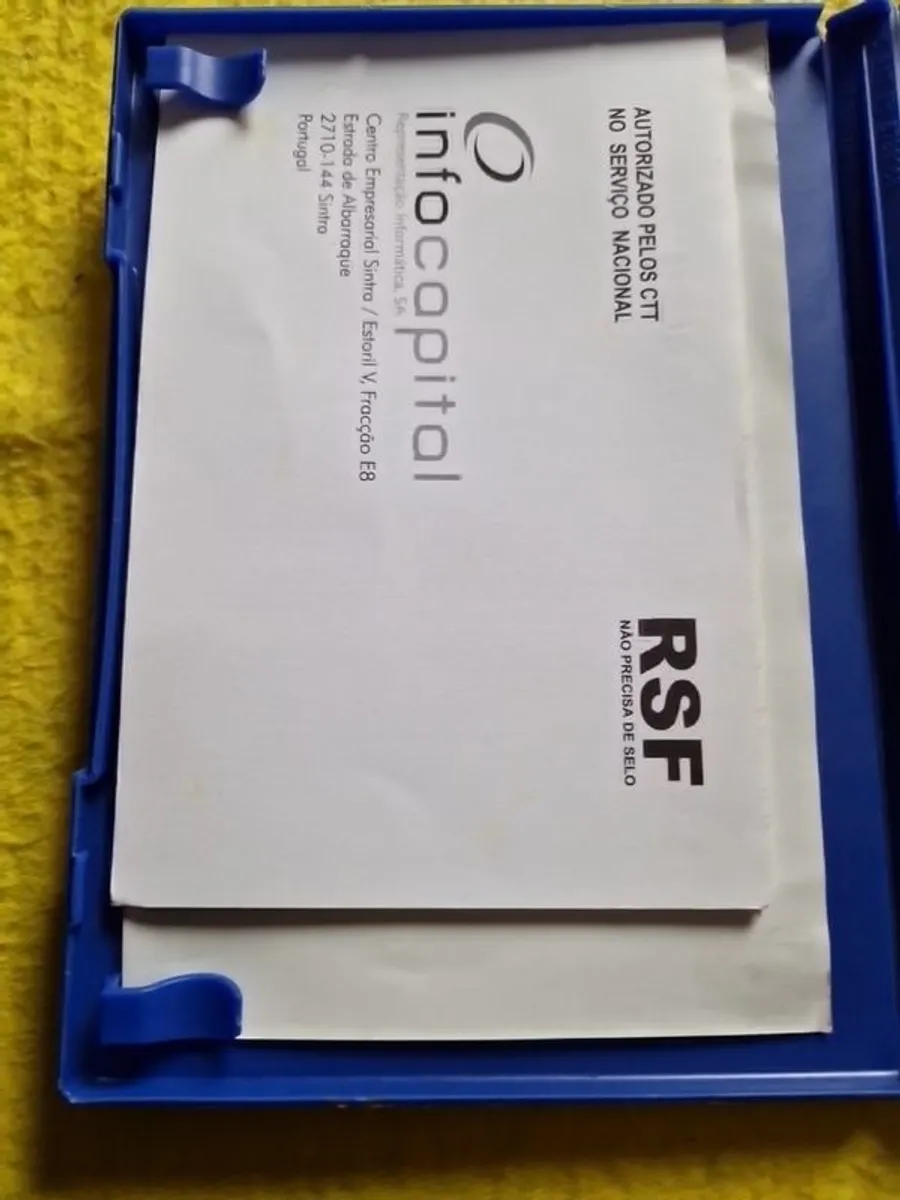 AUTORIZADO PELOS CTT
NO SERVIÇO NACIONAL
RSF
NÃO PRECISA DE SELO
infocapital
Representação Informática, SA
Centro Empresarial Sintra / Estoril V, Fracção E8
Estrada de Albarraque
2710-144 Sintra
Portugal